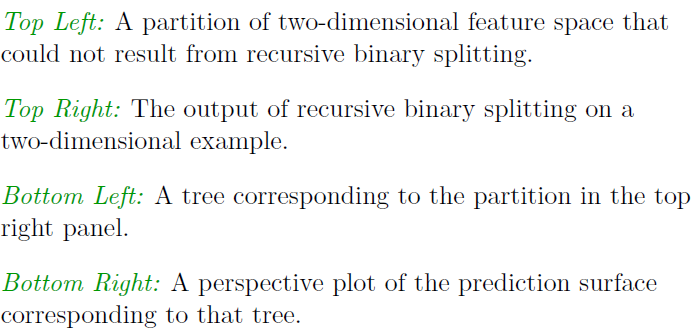 Top Left: A partition of two-dimensional feature space that
could not result from recursive binary splitting.
Top Right: The output of recursive binary splitting on a
two-dimensional example.
Bottom Left: A tree corresponding to the partition in the top
right panel.
Bottom Right: A perspective plot of the prediction surface
corresponding to that tree.